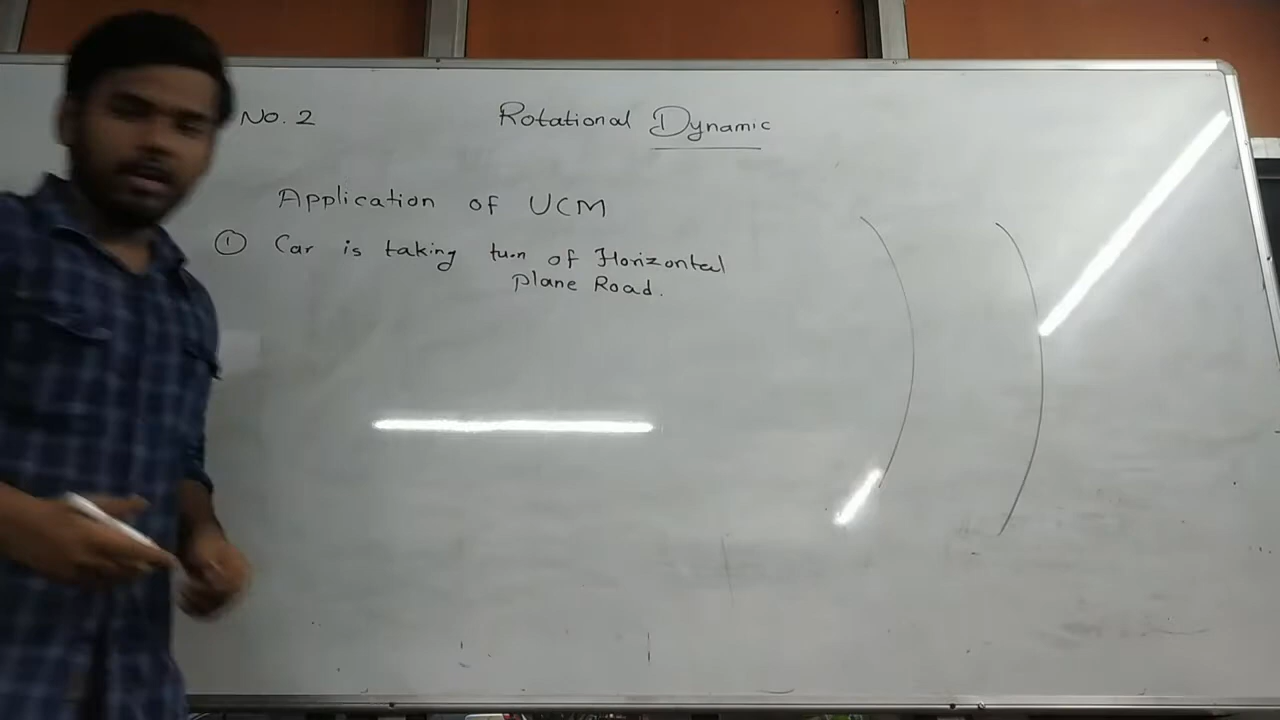 No. 2
Rotational Dynamic
Application of UCM
① Car is taking turn of Horizontal
plane Road.